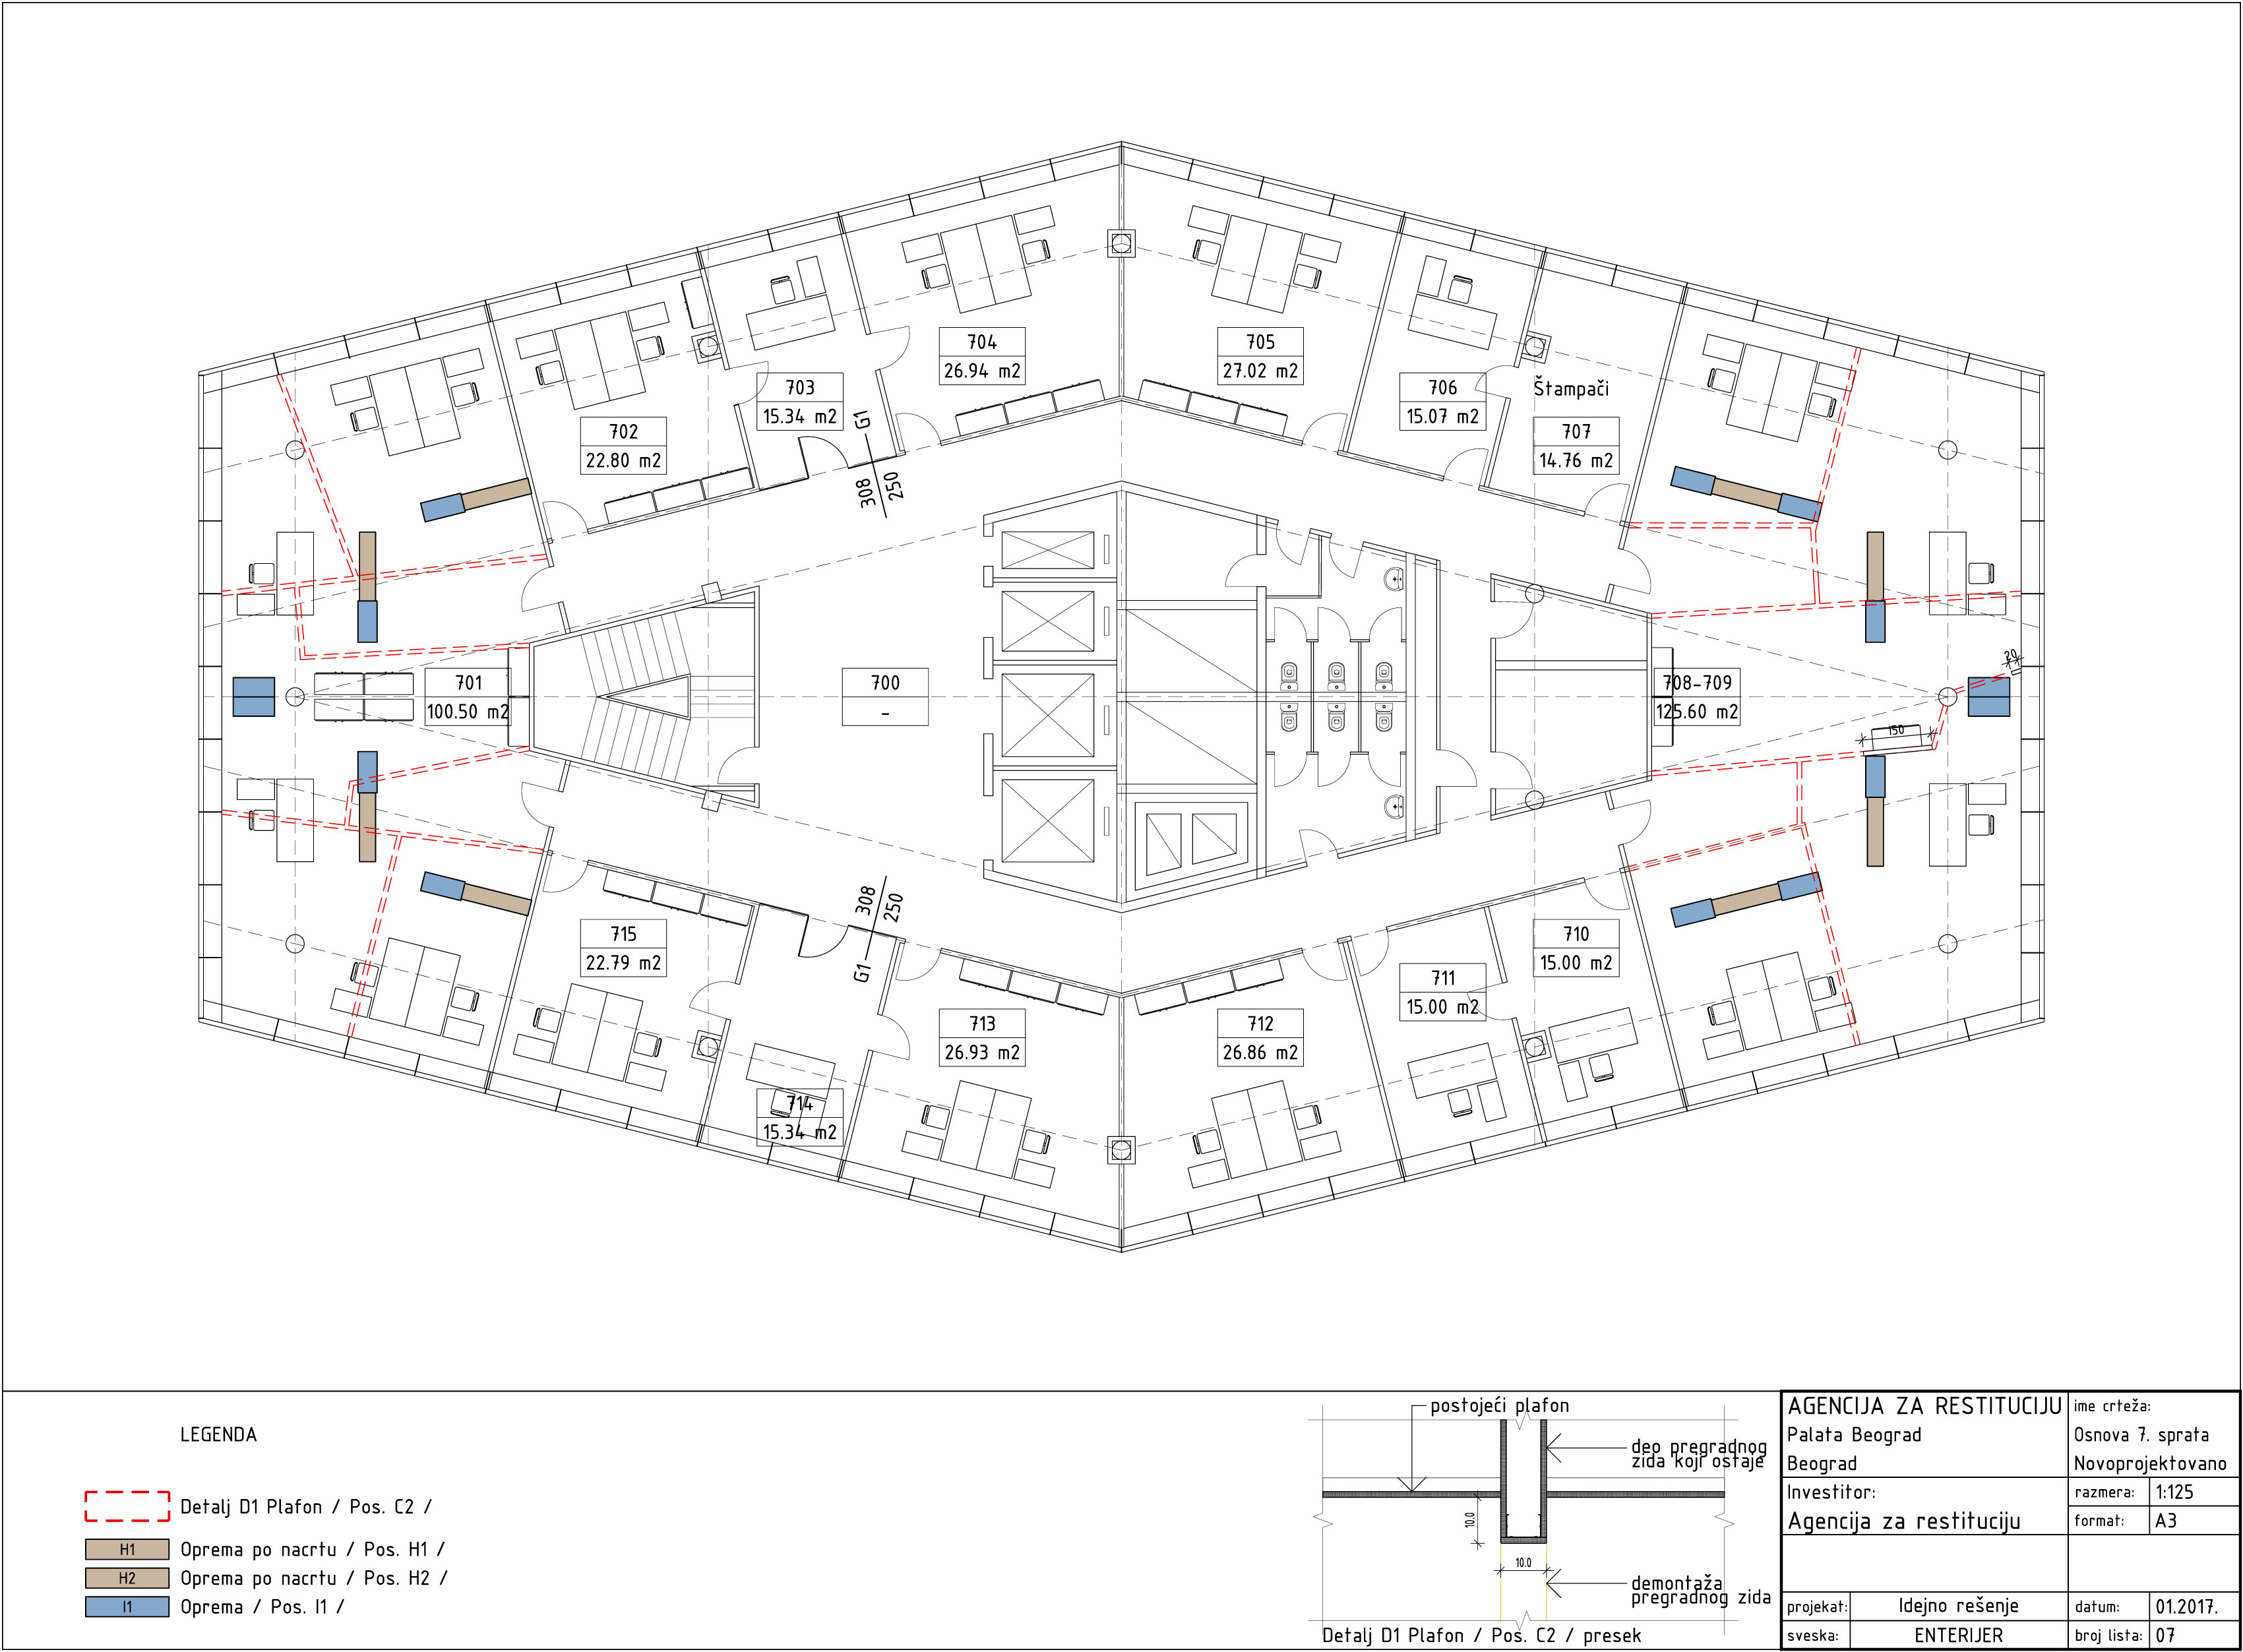 704
26.94 m2
705
27.02 m2
703
15.34 m2
G1
308
250
706
15.07 m2
Štampači
707
14.76 m2
702
22.80 m2
701
100.50 m2
700
-
708-709
125.60 m2
20
150
308
250
G1
715
22.79 m2
710
15.00 m2
711
15.00 m2
713
26.93 m2
712
26.86 m2
714
15.34 m2
LEGENDA
Detalj D1 Plafon / Pos. C2 /
H1 Oprema po nacrtu / Pos. H1 /
H2 Oprema po nacrtu / Pos. H2 /
I1 Oprema / Pos. I1 /
postojeći plafon
deo pregradnog
zida koji ostaje
10.0
10.0
demontaža
pregradnog zida
Detalj D1 Plafon / Pos. C2 / presek
AGENCIJA ZA RESTITUCIJU
Palata Beograd
Beograd
ime crteža:
Osnova 7. sprata
Novoprojektovano
Investitor:
Agencija za restituciju
razmera: 1:125
format: A3
projekat: Idejno rešenje
datum: 01.2017.
sveska: ENTERIJER
broj lista: 07